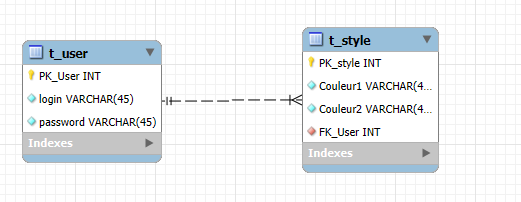 t_user
PK_User INT
login VARCHAR(45)
password VARCHAR(45)
Indexes
t_style
PK_style INT
Couleur1 VARCHAR(4...
Couleur2 VARCHAR(4...
FK_User INT
Indexes